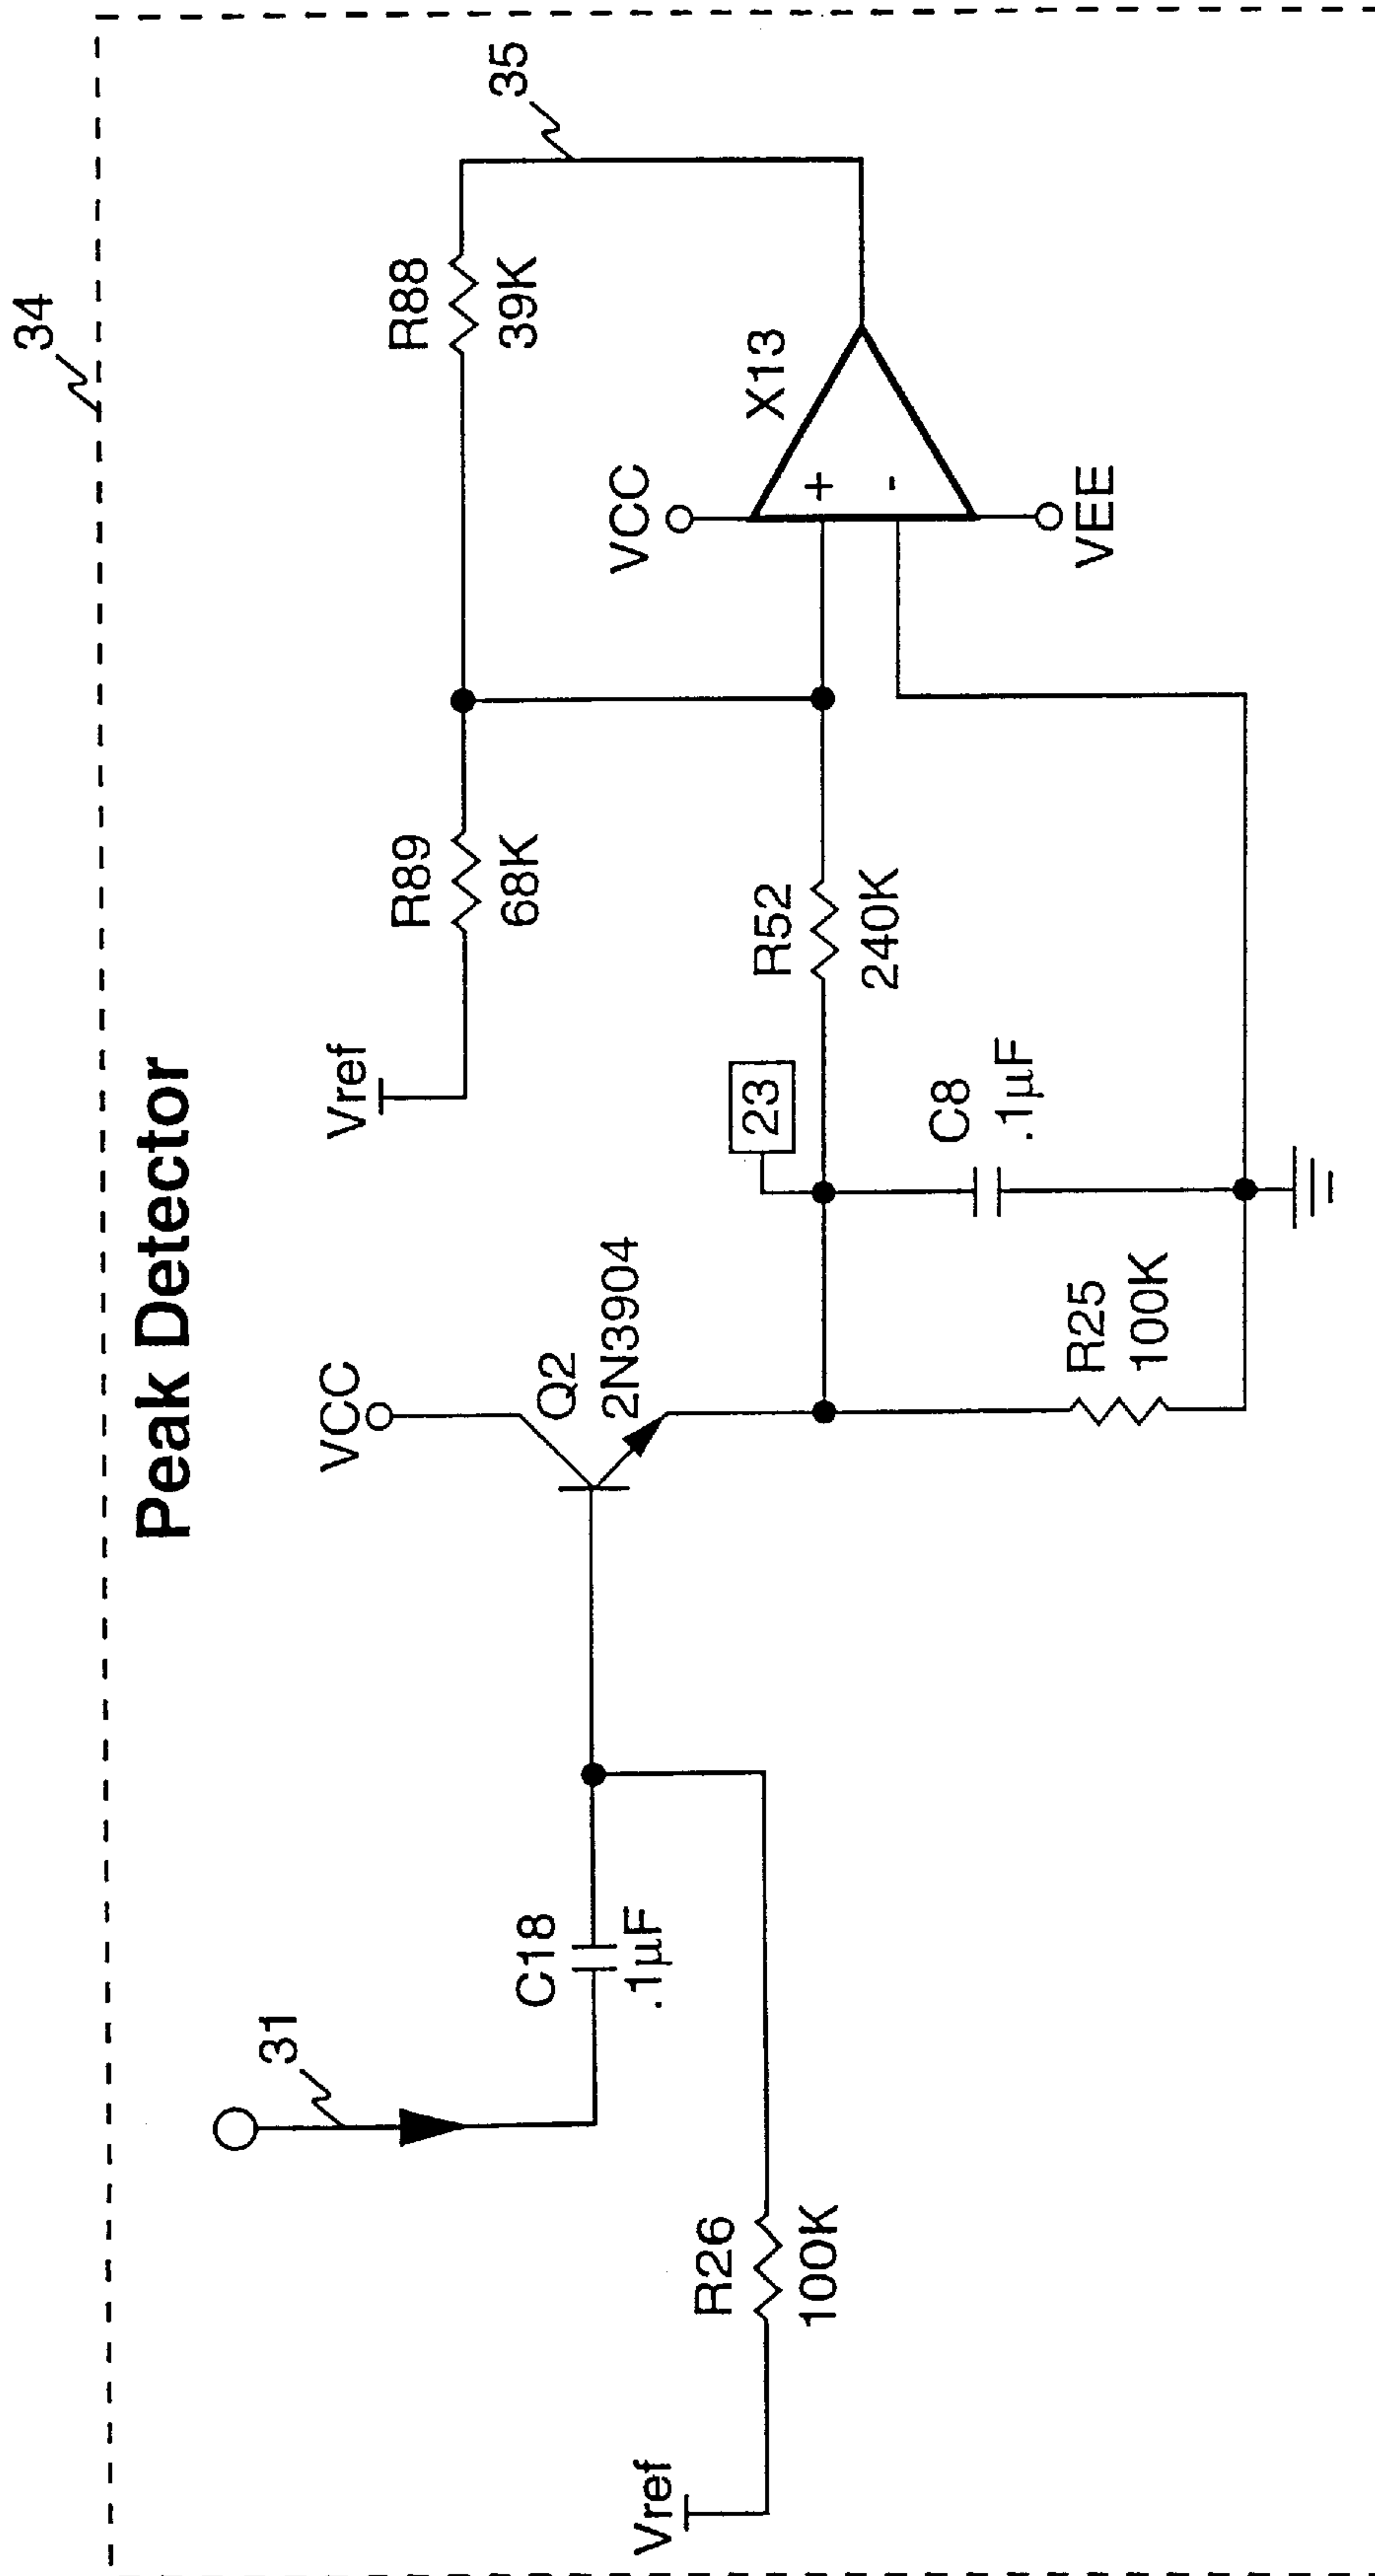 34
Peak Detector
35
31
VCC
Vref
R89
68K
R88
39K
C18
.1µF
Q2
2N3904
23
R52
240K
VCC
X13
+
-
VEE
Vref
R26
100K
C8
.1µF
R25
100K